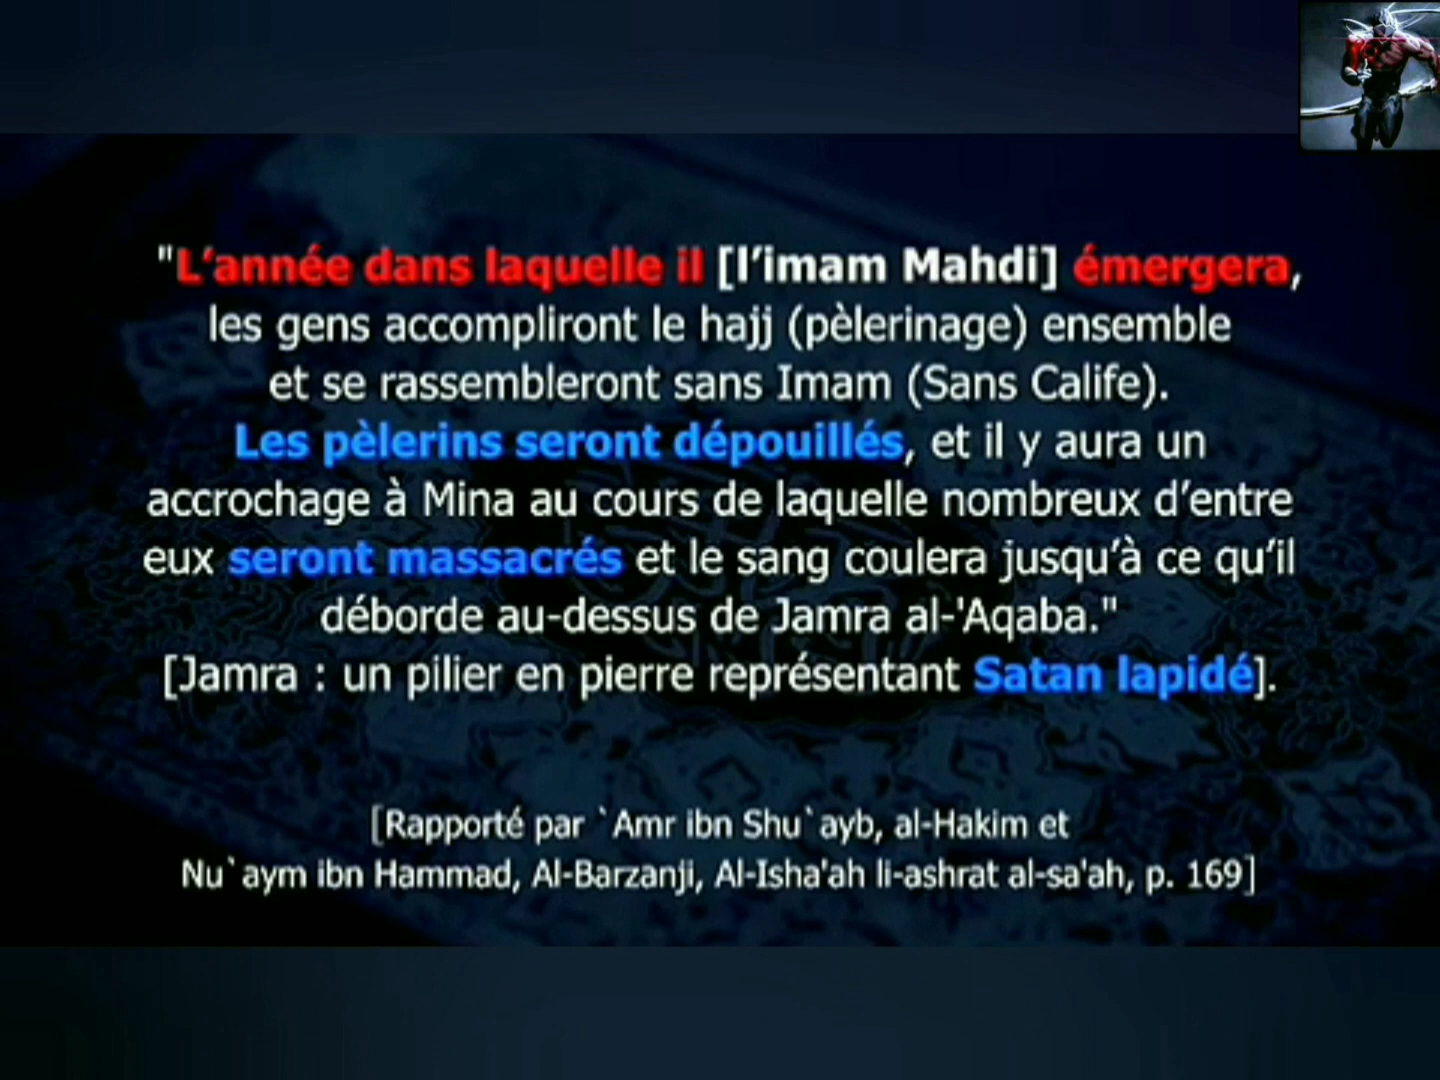 "L'année dans laquelle il [l'imam Mahdi] émergera,
les gens accompliront le hajj (pèlerinage) ensemble
et se rassembleront sans Imam (Sans Calife).
Les pèlerins seront dépouillés, et il y aura un
accrochage à Mina au cours de laquelle nombreux d'entre
eux seront massacrés et le sang coulera jusqu'à ce qu'il
déborde au-dessus de Jamra al-'Aqaba."
[Jamra : un pilier en pierre représentant Satan lapidé].
[Rapporté par `Amr ibn Shu`ayb, al-Hakim et
Nu`aym ibn Hammad, Al-Barzanji, Al-Isha'ah li-ashrat al-sa'ah, p. 169]